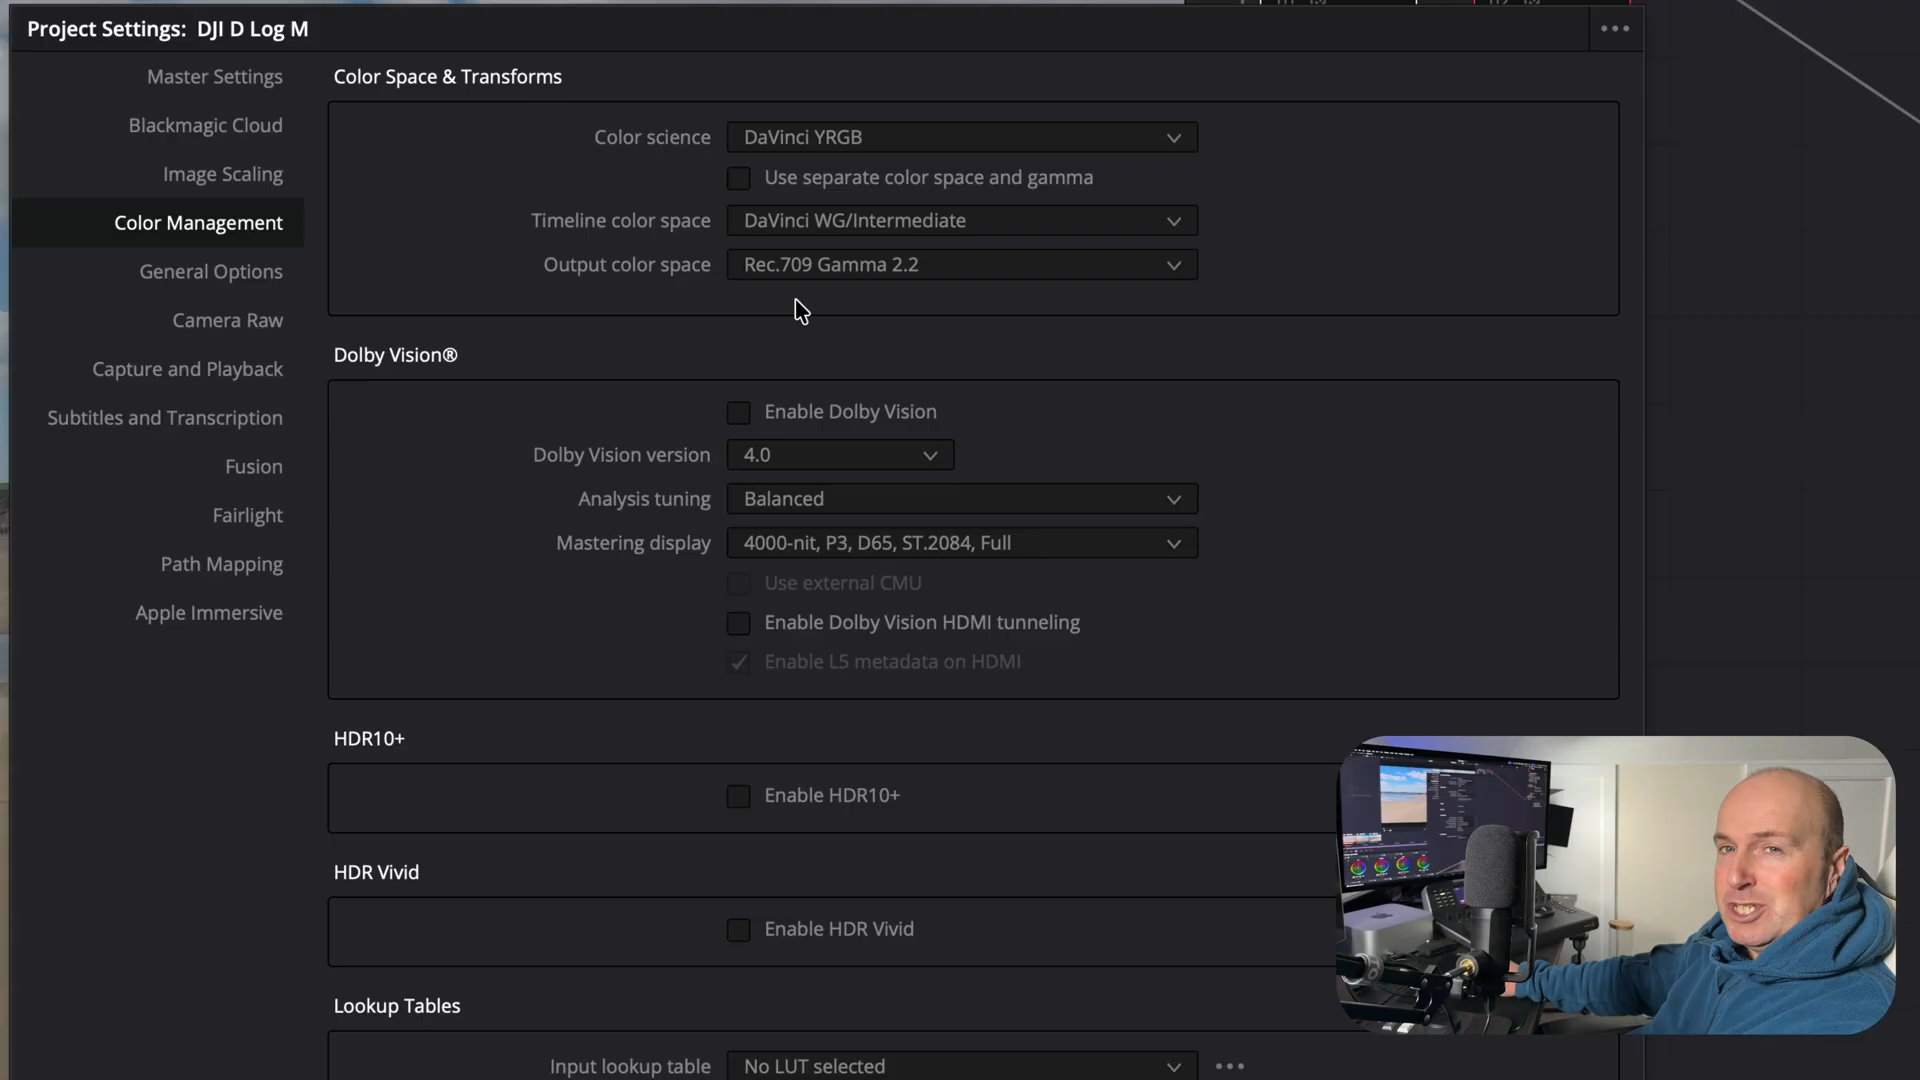 Project Settings: DJI D Log M
Master Settings
Blackmagic Cloud
Image Scaling
Color Management
General Options
Camera Raw
Capture and Playback
Subtitles and Transcription
Fusion
Fairlight
Path Mapping
Apple Immersive
Color Space & Transforms
Color science DaVinci YRGB
Use separate color space and gamma
Timeline color space DaVinci WG/Intermediate
Output color space Rec.709 Gamma 2.2
Dolby Vision®
Enable Dolby Vision
Dolby Vision version 4.0
Analysis tuning Balanced
Mastering display 4000-nit, P3, D65, ST.2084, Full
Use external CMU
Enable Dolby Vision HDMI tunneling
Enable L5 metadata on HDMI
HDR10+
Enable HDR10+
HDR Vivid
Enable HDR Vivid
Lookup Tables
Input lookup table No LUT selected